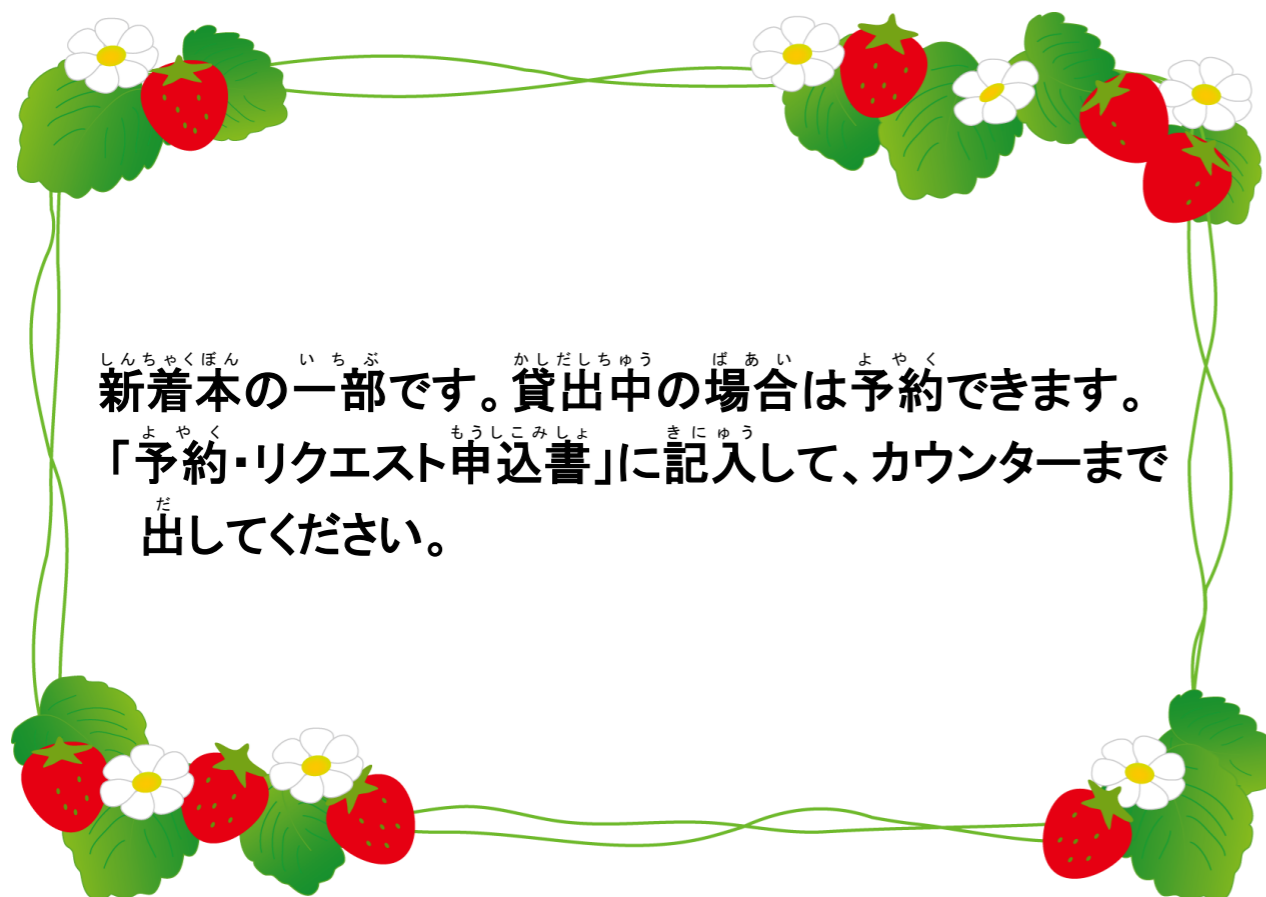 新着本の一部です。貸出中の場合は予約できます。
「予約・リクエスト申込書」に記入して、カウンターまで
出してください。